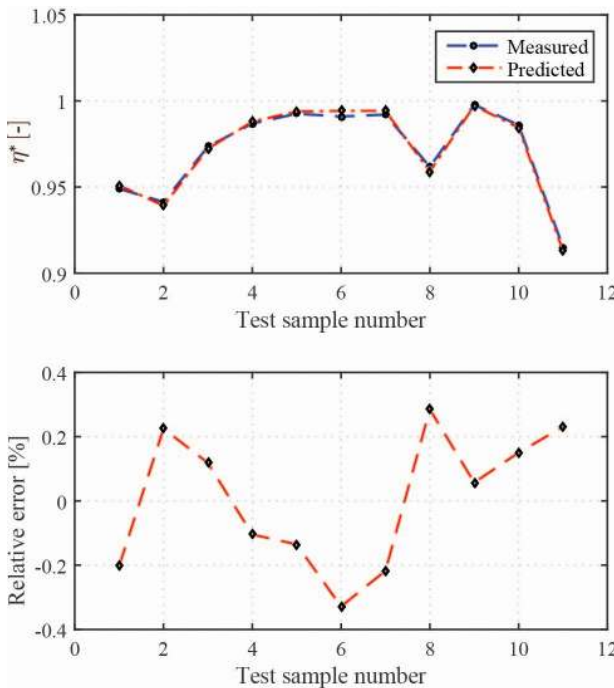 1.05
Measured
Predicted
1
η* [-]
0.95
0.9
0 2 4 6 8 10 12
Test sample number
0.4
0.2
0
Relative error [%]
-0.2
-0.4
0 2 4 6 8 10 12
Test sample number